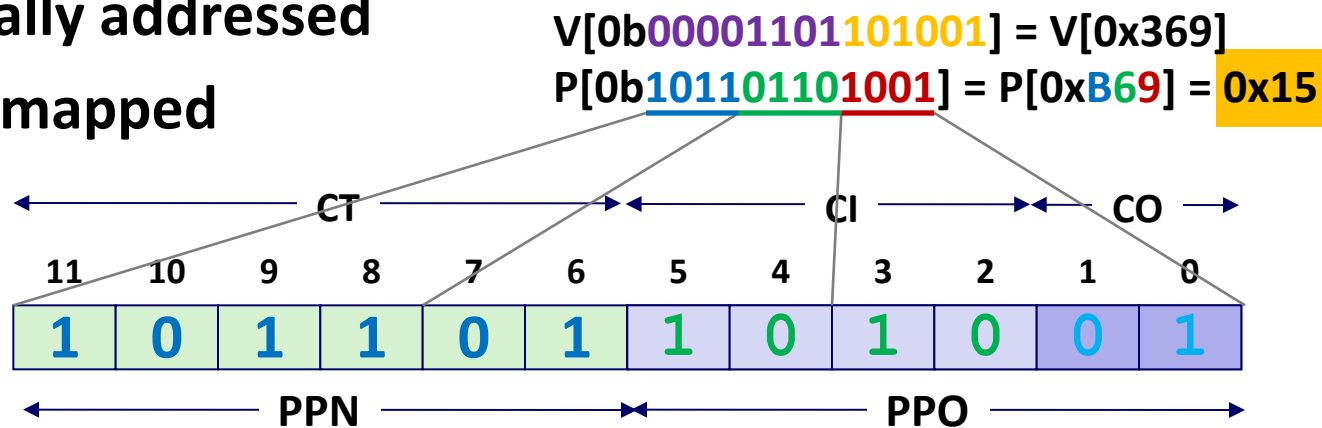 ally addressed
mapped
V[0b00001101101001] = V[0x369]
P[0b101101101001] = P[0xB69] = 0x15
CT CI CO
11 10 9 8 7 6 5 4 3 2 1 0
1 0 1 1 0 1 1 0 1 0 0 1
PPN PPO